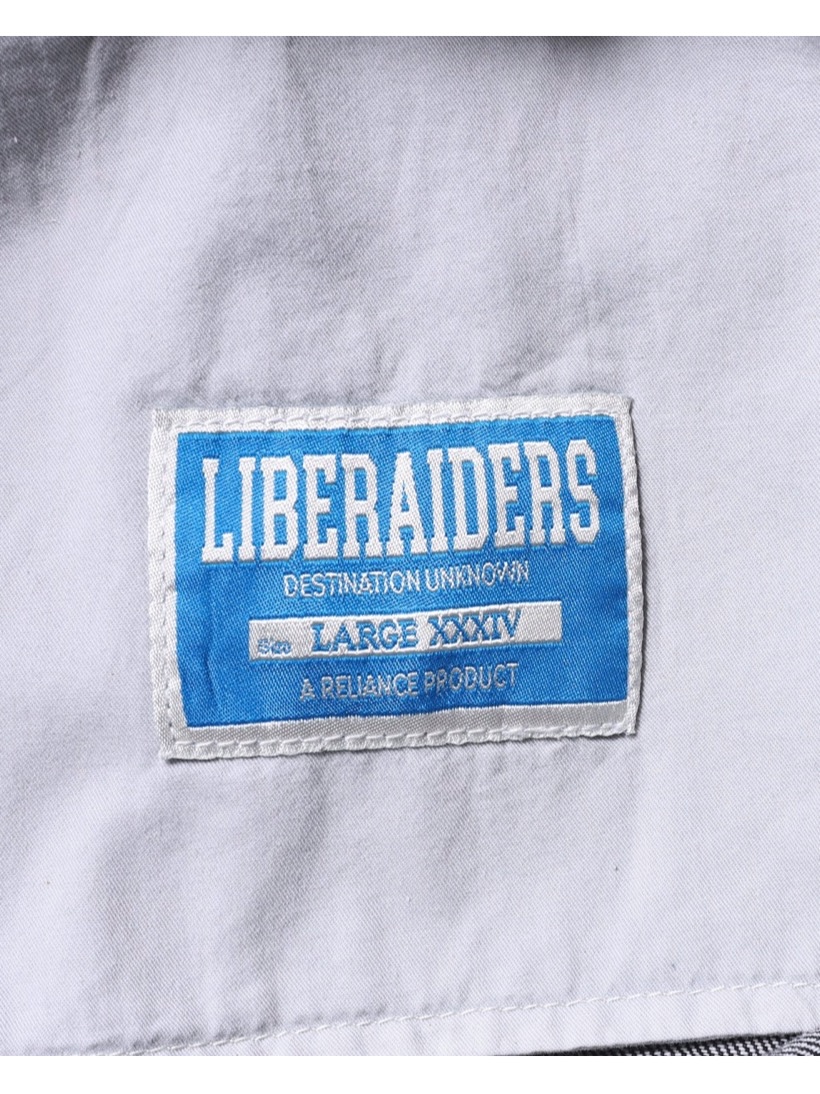 LIBERAIDERS
DESTINATION UNKNOWN
Size LARGE XXXIV
A RELIANCE PRODUCT